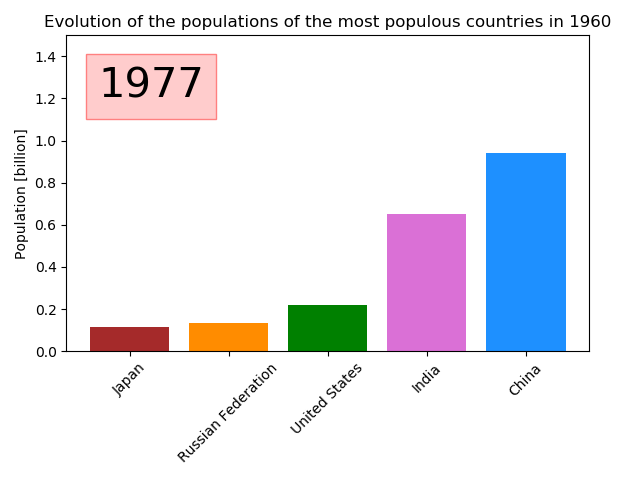 Evolution of the populations of the most populous countries in 1960
1977
Population [billion]
1.4
1.2
1.0
0.8
0.6
0.4
0.2
0.0
Japan
Russian Federation
United States
India
China